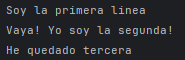 Soy la primera linea
Vaya! Yo soy la segunda!
He quedado tercera